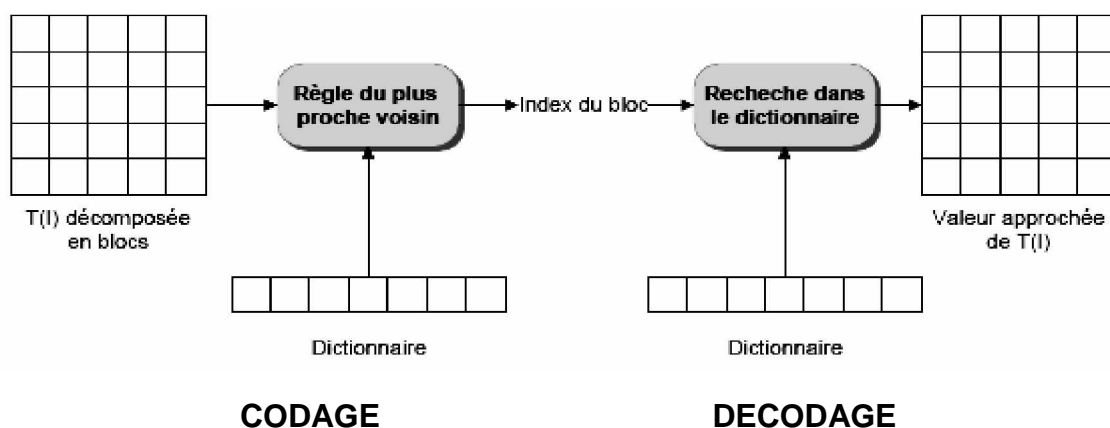 Règle du plus
proche voisin
Index du bloc
Recheche dans
le dictionnaire
T(I) décomposée
en blocs
Valeur approchée
de T(I)
Dictionnaire
Dictionnaire
CODAGE
DECODAGE